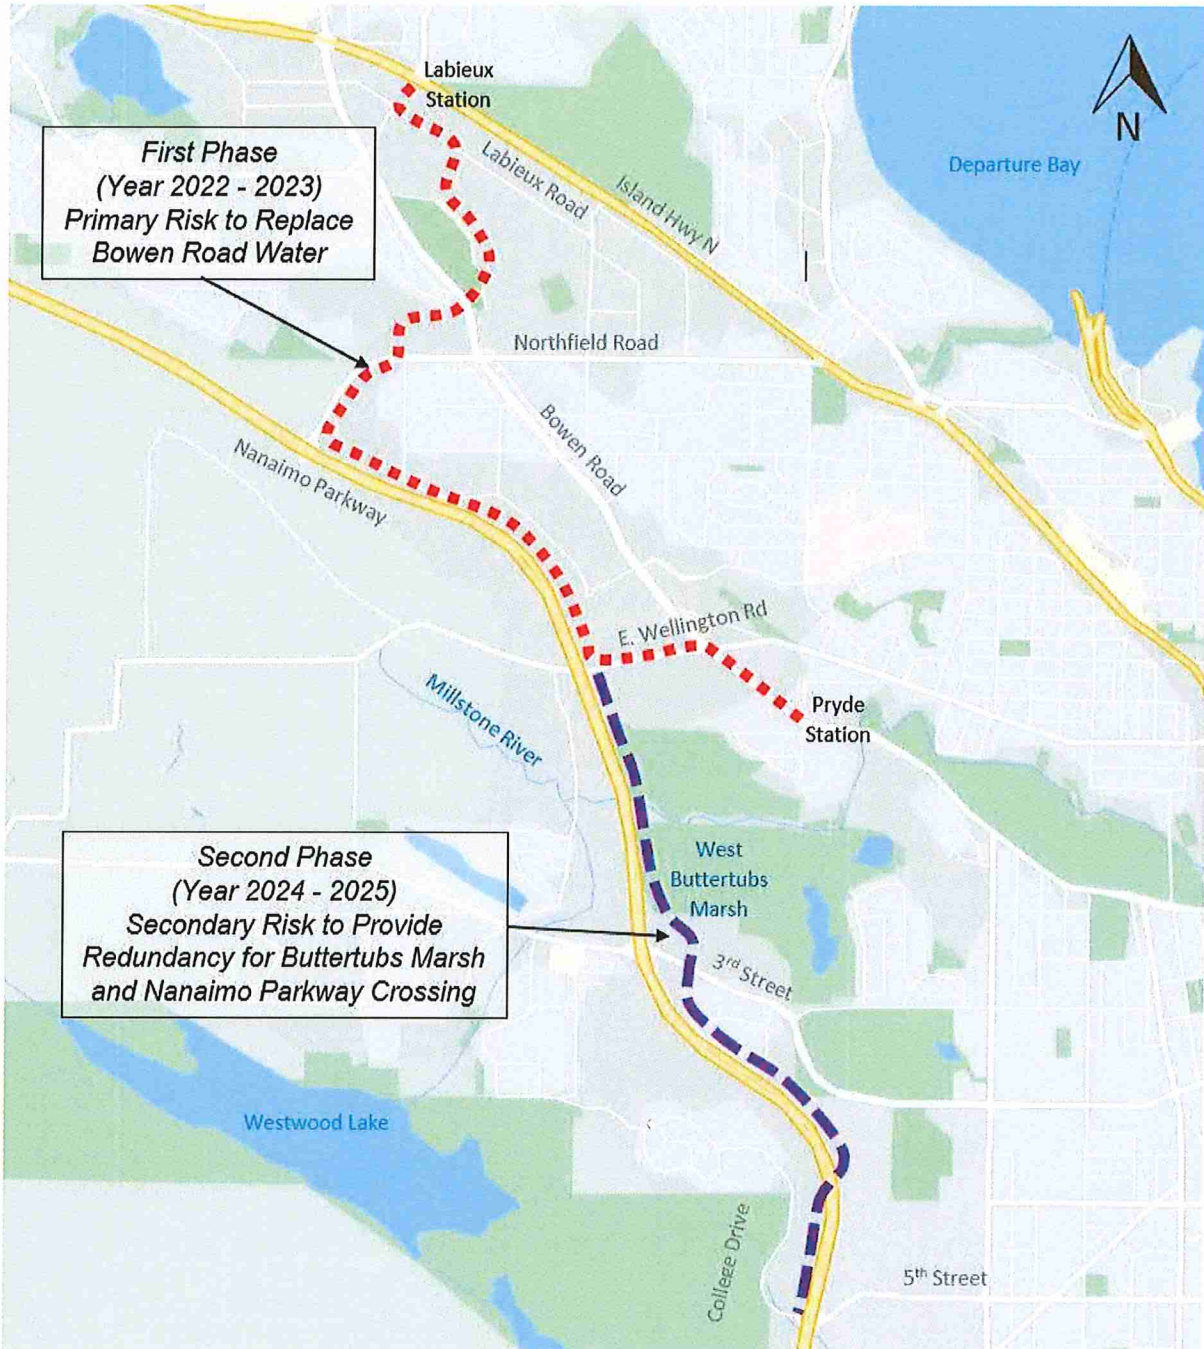 Labieux
Station
N
Departure Bay
First Phase
(Year 2022 - 2023)
Primary Risk to Replace
Bowen Road Water
Labieux Road
Island Hwy N
Northfield Road
Bowen Road
Nanaimo Parkway
E. Wellington Rd
Millstone River
Pryde
Station
Second Phase
(Year 2024 - 2025)
Secondary Risk to Provide
Redundancy for Buttertubs Marsh
and Nanaimo Parkway Crossing
West
Buttertubs
Marsh
3rd Street
Westwood Lake
College Drive
5th Street